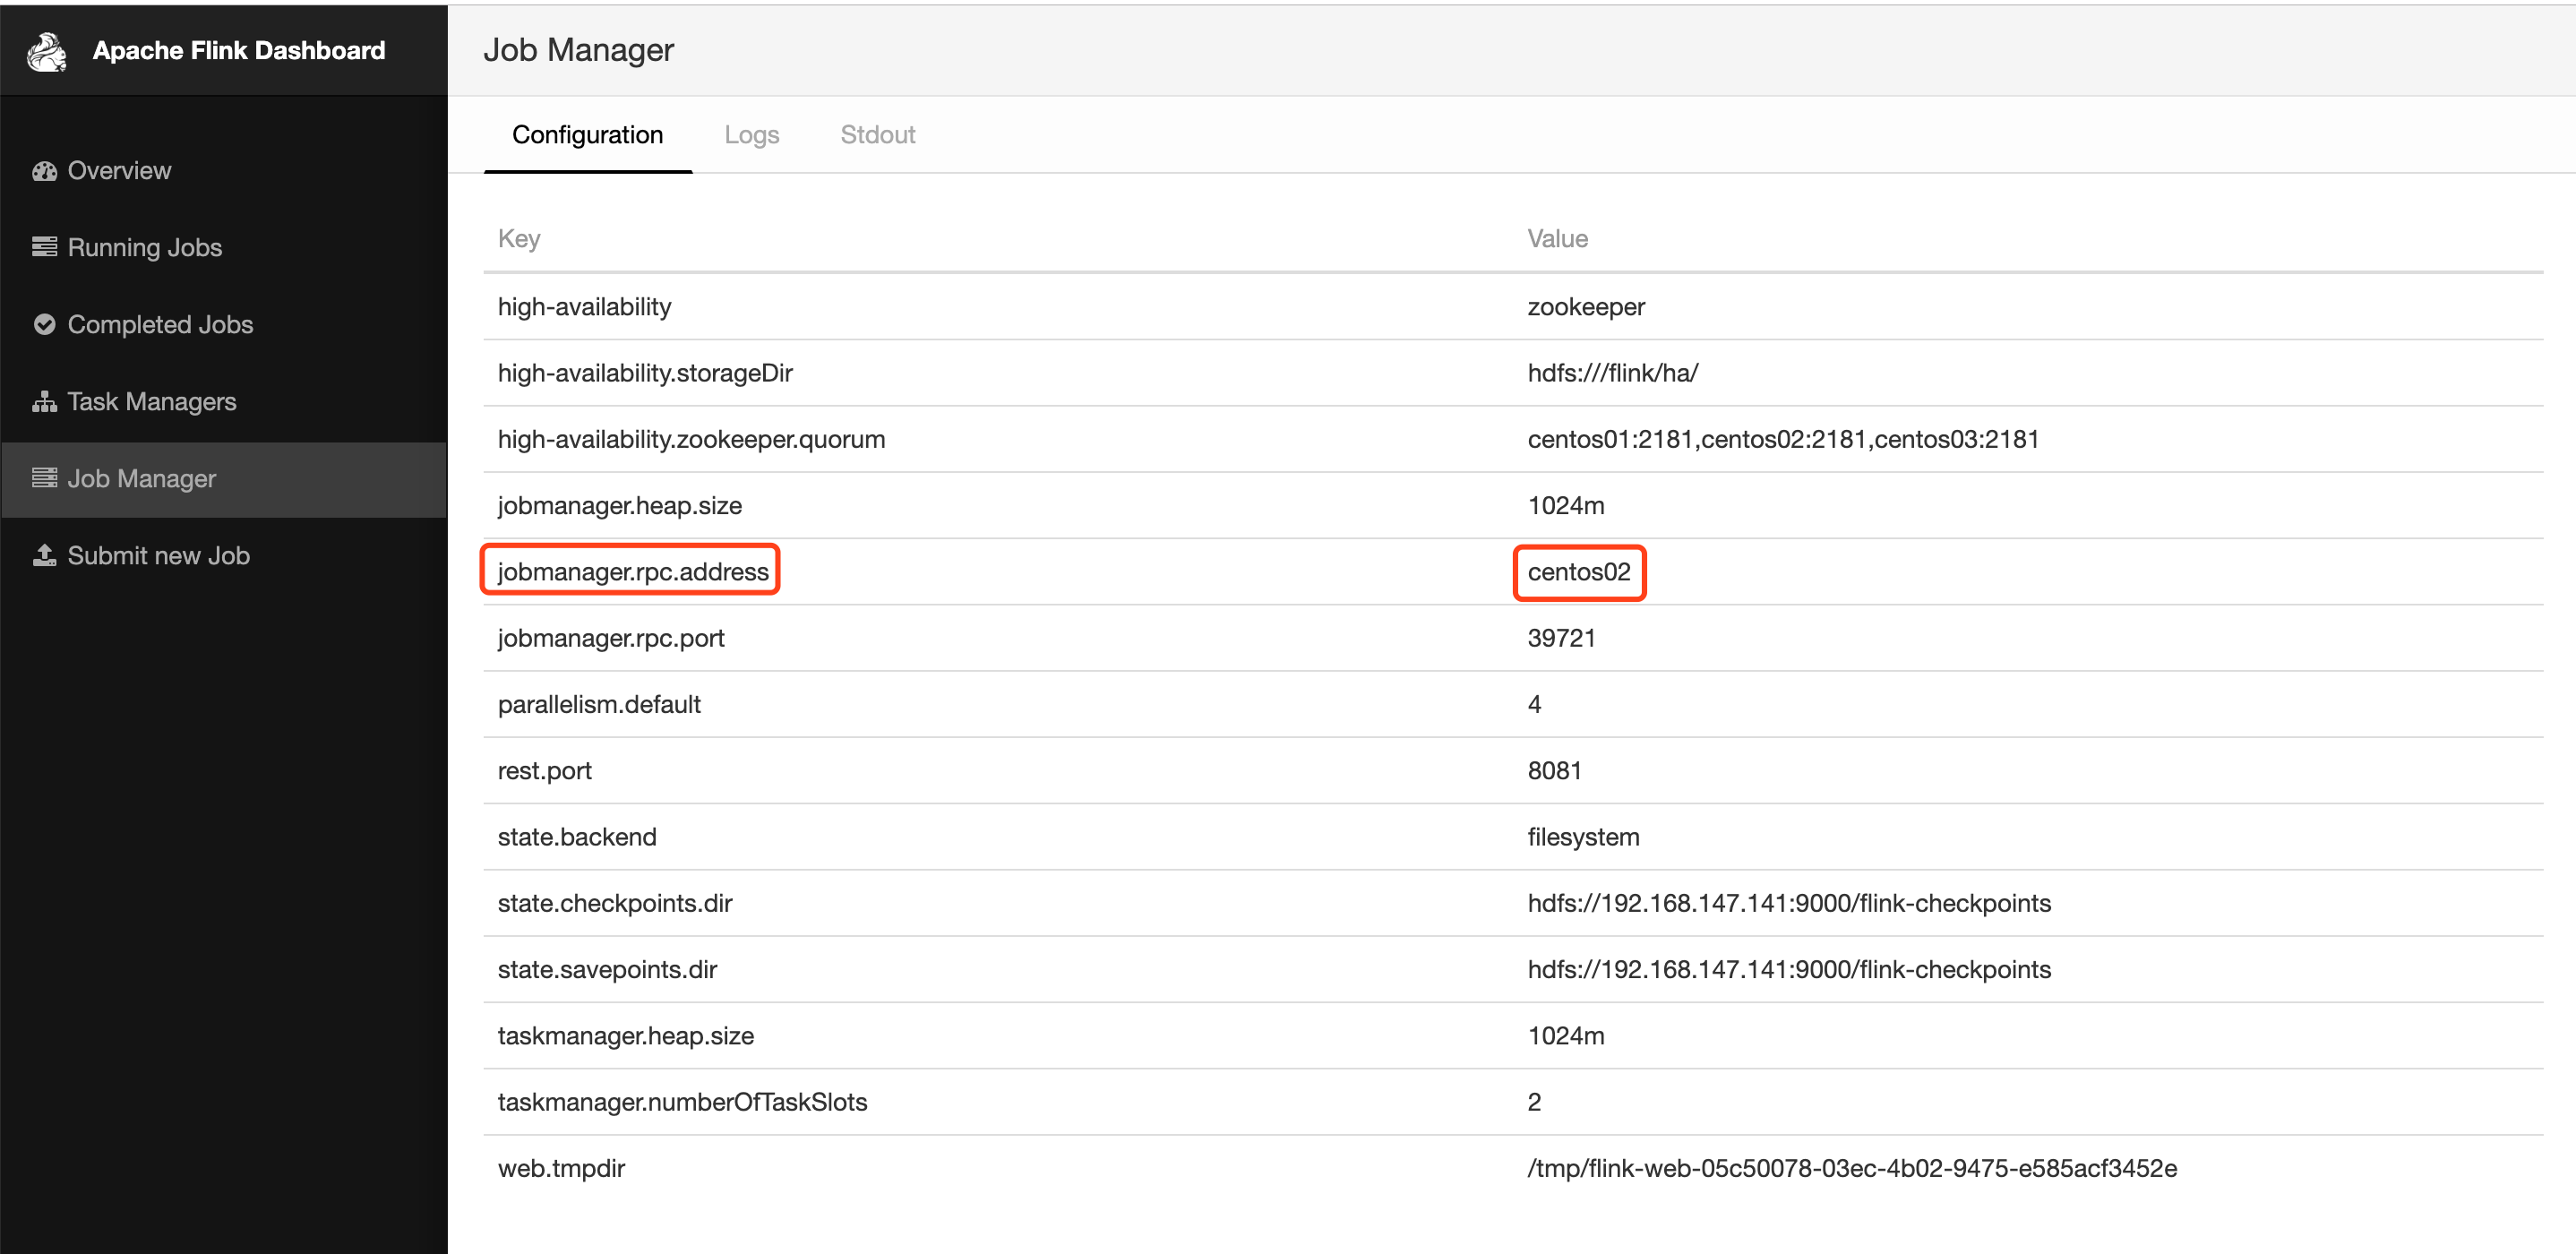 Apache Flink Dashboard
Overview
Running Jobs
Completed Jobs
Task Managers
Job Manager
Submit new Job
Job Manager
Configuration Logs Stdout
Key Value
high-availability zookeeper
high-availability.storageDir hdfs:///flink/ha/
high-availability.zookeeper.quorum centos01:2181,centos02:2181,centos03:2181
jobmanager.heap.size 1024m
jobmanager.rpc.address centos02
jobmanager.rpc.port 39721
parallelism.default 4
rest.port 8081
state.backend filesystem
state.checkpoints.dir hdfs://192.168.147.141:9000/flink-checkpoints
state.savepoints.dir hdfs://192.168.147.141:9000/flink-checkpoints
taskmanager.heap.size 1024m
taskmanager.numberOfTaskSlots 2
web.tmpdir /tmp/flink-web-05c50078-03ec-4b02-9475-e585acf3452e